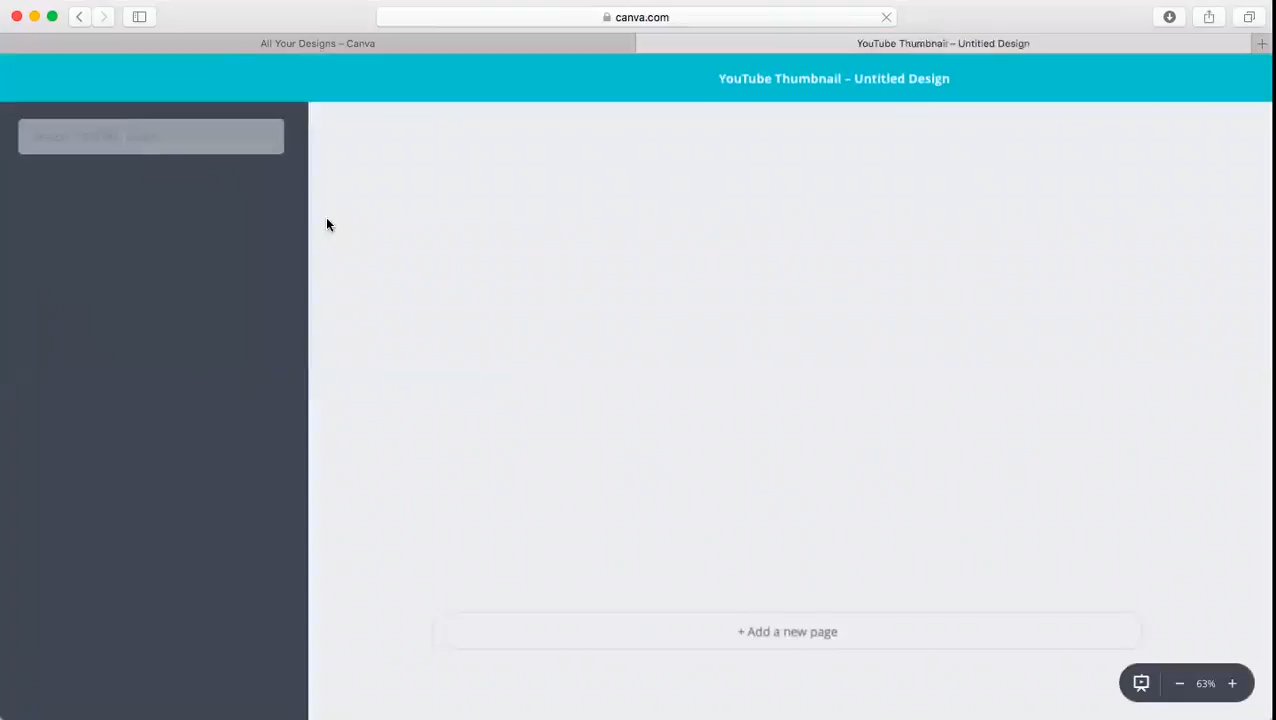 canva.com
All Your Designs – Canva
YouTube Thumbnail – Untitled Design
YouTube Thumbnail – Untitled Design
+ Add a new page
63%